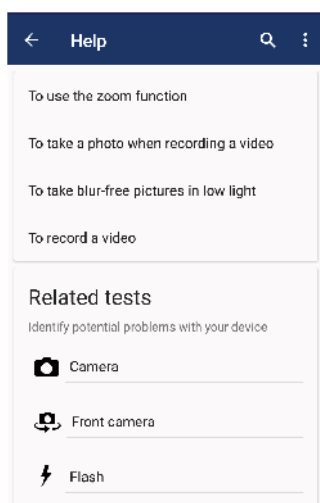 Help
To use the zoom function
To take a photo when recording a video
To take blur-free pictures in low light
To record a video
Related tests
Identify potential problems with your device
Camera
Front camera
Flash